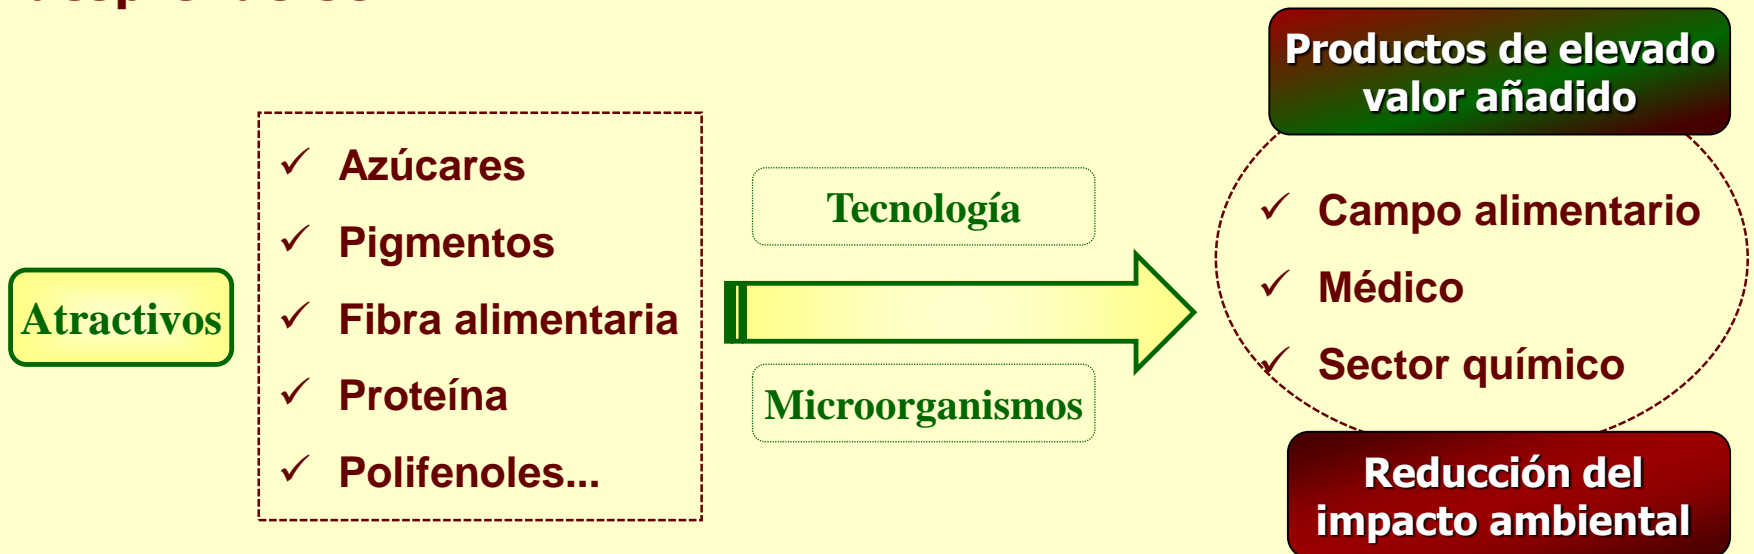 Atractivos
✓ Azúcares
✓ Pigmentos
✓ Fibra alimentaria
✓ Proteína
✓ Polifenoles...
Tecnología
Microorganismos
Productos de elevado
valor añadido
✓ Campo alimentario
✓ Médico
✓ Sector químico
Reducción del
impacto ambiental